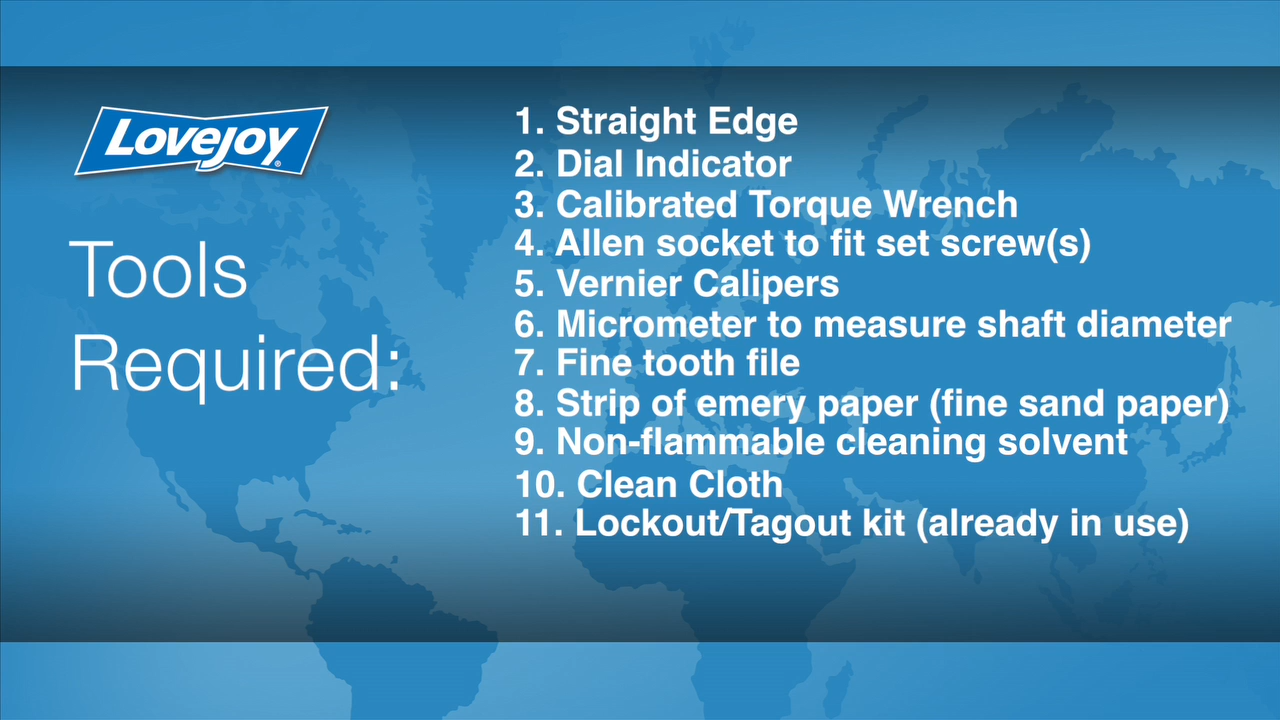 Lovejoy®
Tools
Required:
1. Straight Edge
2. Dial Indicator
3. Calibrated Torque Wrench
4. Allen socket to fit set screw(s)
5. Vernier Calipers
6. Micrometer to measure shaft diameter
7. Fine tooth file
8. Strip of emery paper (fine sand paper)
9. Non-flammable cleaning solvent
10. Clean Cloth
11. Lockout/Tagout kit (already in use)